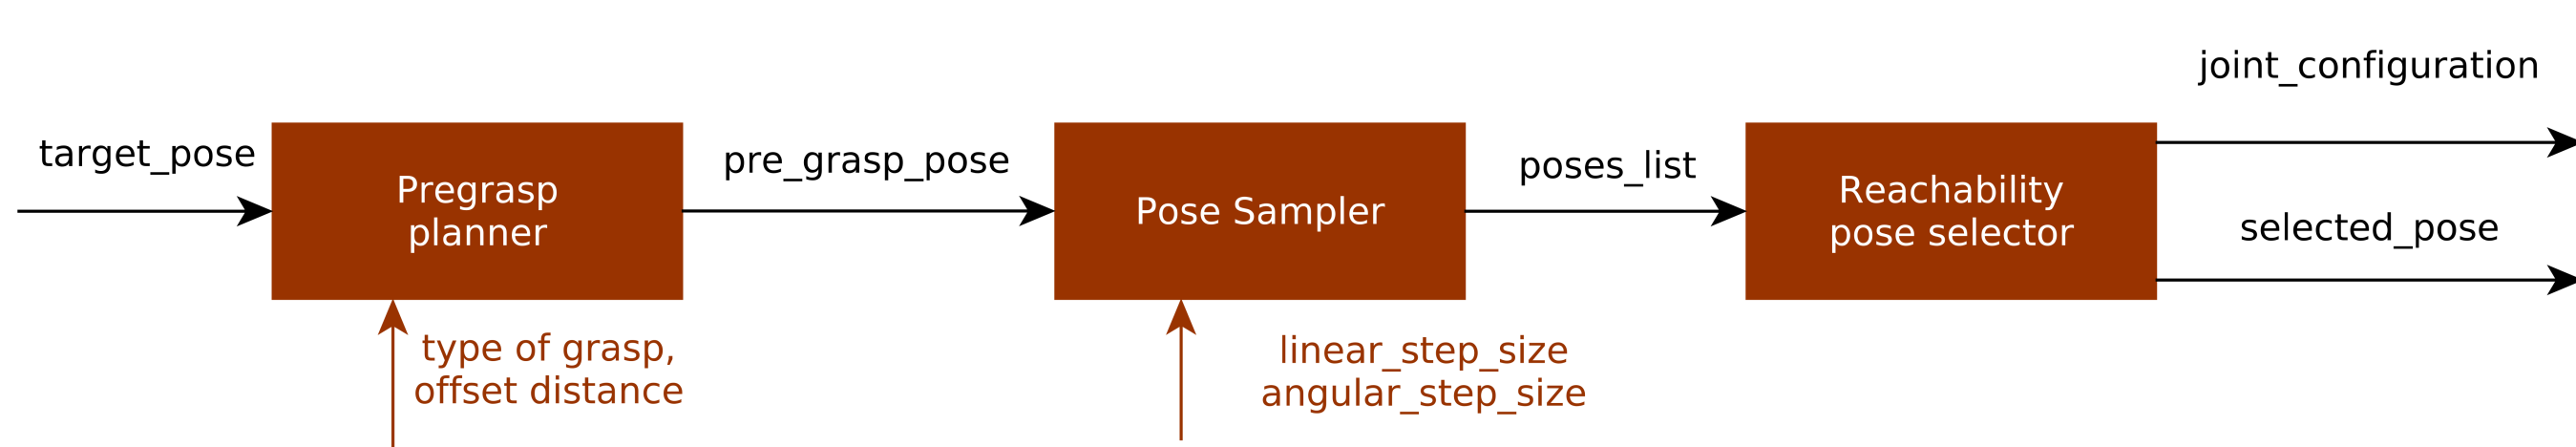 target_pose
Pregrasp
planner
type of grasp,
offset distance
pre_grasp_pose
Pose Sampler
linear_step_size
angular_step_size
poses_list
Reachability
pose selector
joint_configuration
selected_pose